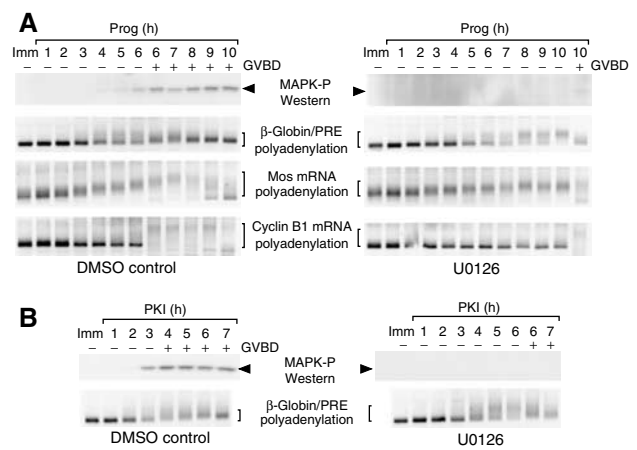 A
Prog (h)
Prog (h)
Imm 1 2 3 4 5 6 6 7 8 9 10
Imm 1 2 3 4 5 6 7 8 9 10 10
– – – – – – – + + + + + GVBD
– – – – – – – – – – – + GVBD
MAPK-P
Western
β-Globin/PRE
polyadenylation
Mos mRNA
polyadenylation
Cyclin B1 mRNA
polyadenylation
DMSO control
U0126
B
PKI (h)
PKI (h)
Imm 1 2 3 4 5 6 7
Imm 1 2 3 4 5 6 6 7
– – – – + + + + GVBD
– – – – – – – + +
MAPK-P
Western
β-Globin/PRE
polyadenylation
DMSO control
U0126